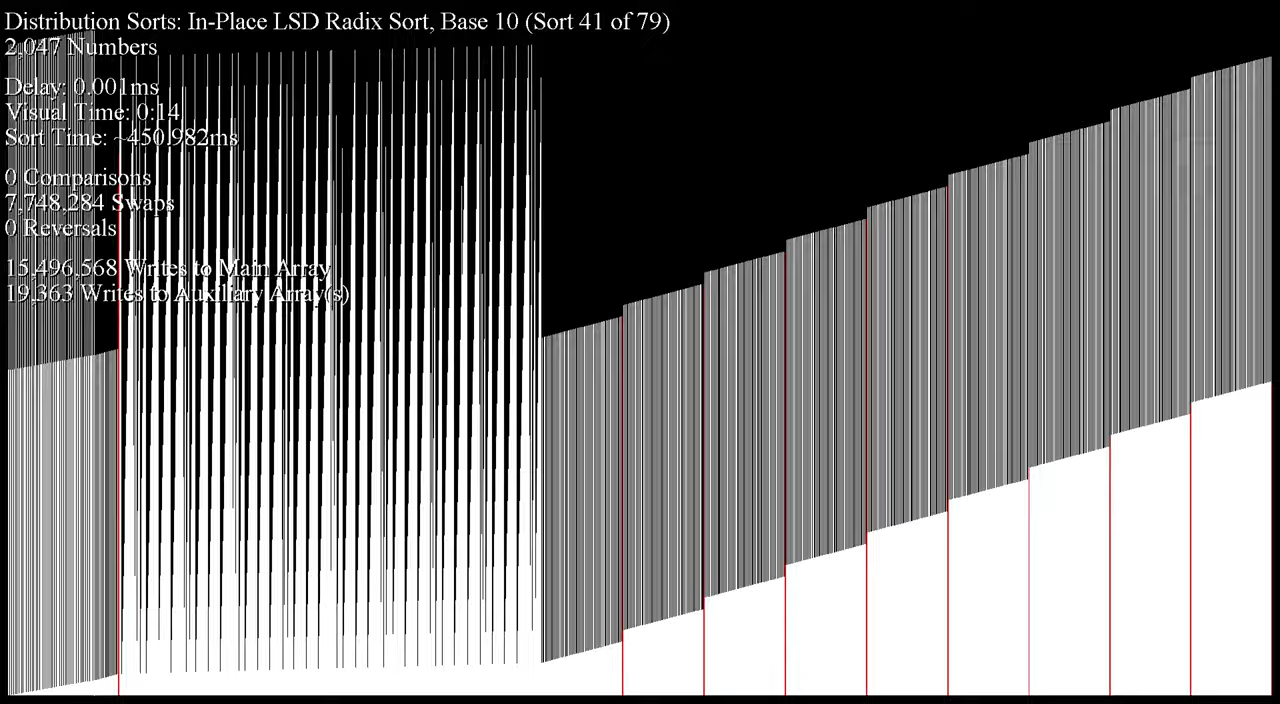 Distribution Sorts: In-Place LSD Radix Sort, Base 10 (Sort 41 of 79)
2,047 Numbers
Delay: 0.001ms
Visual Time: 0:14
Sort Time: ~450.982ms
0 Comparisons
7,748,284 Swaps
0 Reversals
15,496,568 Writes to Main Array
19,363 Writes to Auxiliary Array(s)